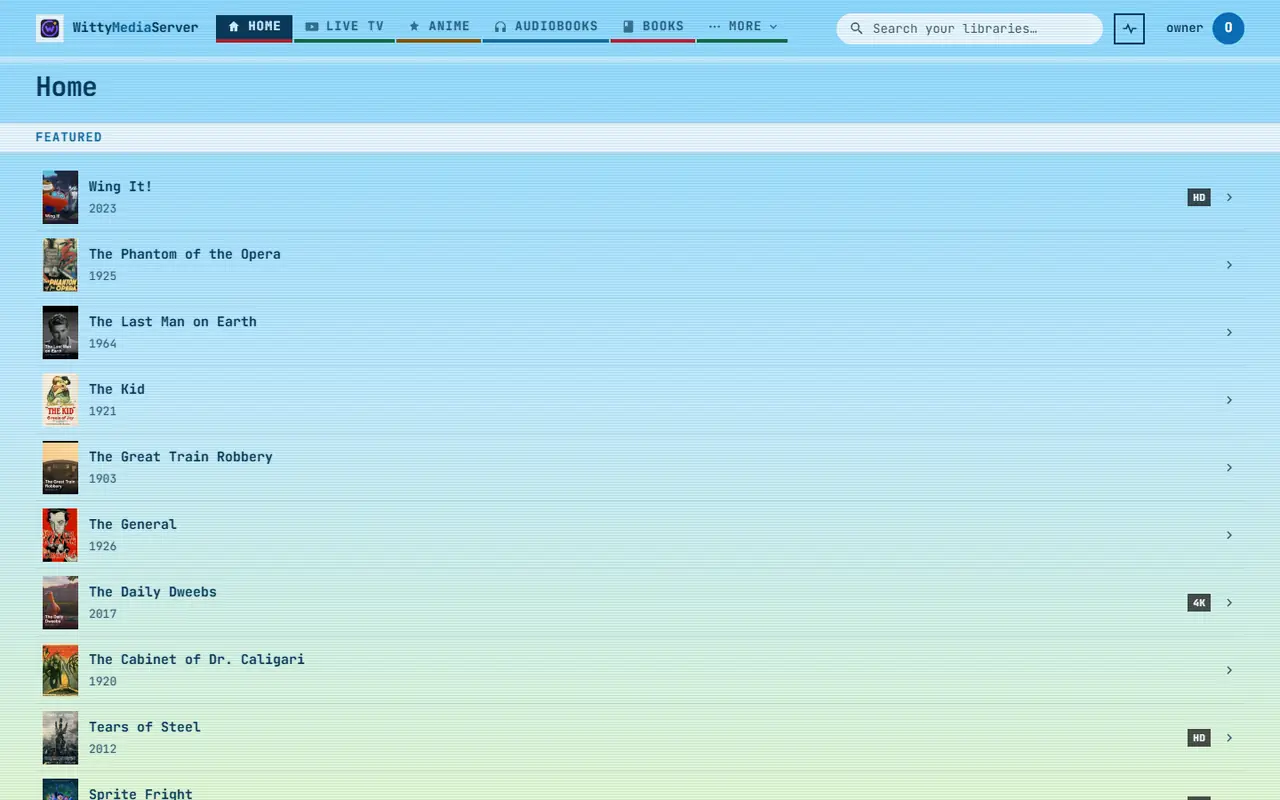 WittyMediaServer
HOME
LIVE TV
ANIME
AUDIOBOOKS
BOOKS
··· MORE
Search your libraries…
owner
O
Home
FEATURED
Wing It!
2023
HD
The Phantom of the Opera
1925
The Last Man on Earth
1964
The Kid
1921
The Great Train Robbery
1903
The General
1926
The Daily Dweebs
2017
4K
The Cabinet of Dr. Caligari
1920
Tears of Steel
2012
HD
Sprite Fright